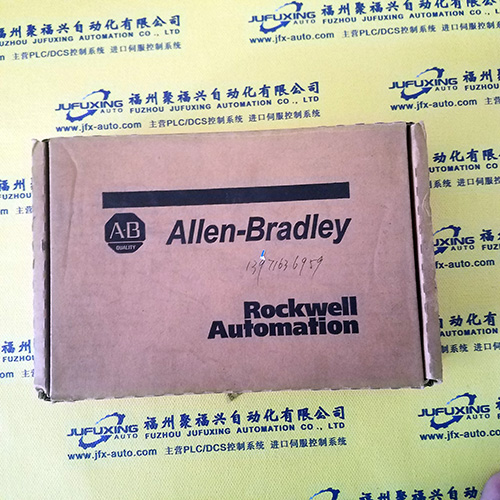 福州聚福兴自动化有限公司
JUFUXING AUTO FUZHOU JUFUXING AUTOMATION CO., LTD
www.jfx-auto.com 主营PLC/DCS控制系统 进口伺服控制系统
A-B
QUALITY
Allen-Bradley
13971636959
Rockwell
Automation
福州聚福兴自动化有限公司
JUFUXING AUTO FUZHOU JUFUXING AUTOMATION CO., LTD
www.jfx-auto.com 主营PLC/DCS控制系统 进口伺服控制系统